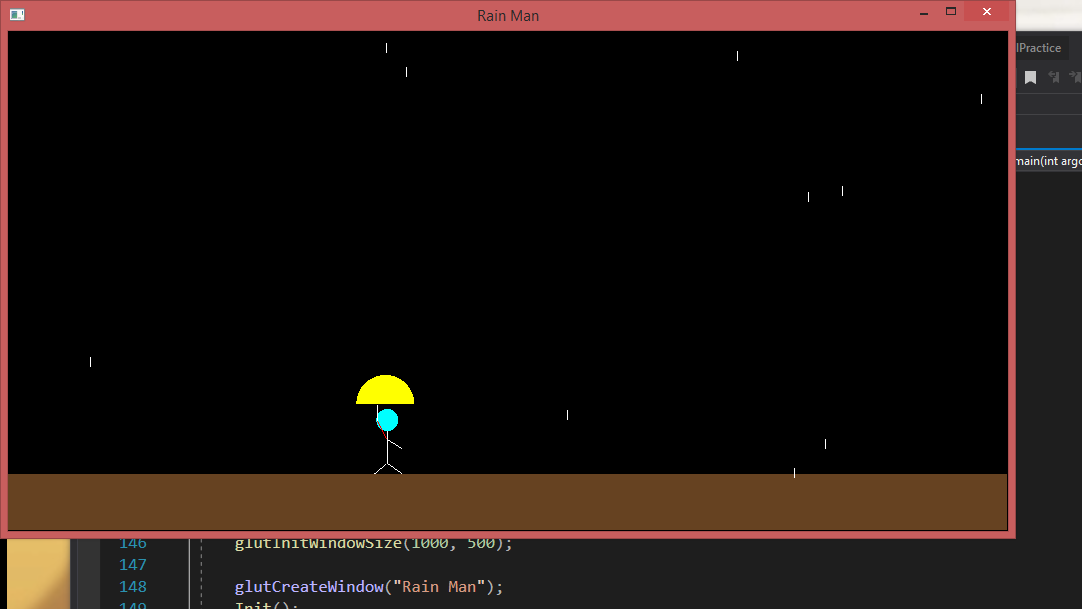 Rain Man
lPractice
main(int argc
146 glutInitWindowSize(1000, 500);
147
148 glutCreateWindow("Rain Man");
149 Init();